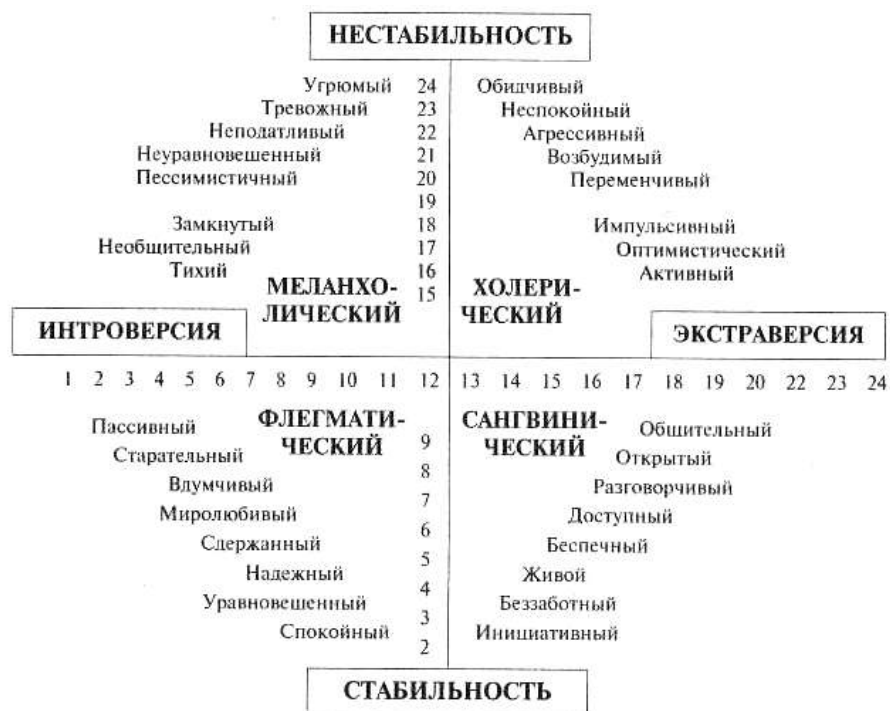 НЕСТАБИЛЬНОСТЬ
Угрюмый 24 Обидчивый
Тревожный 23 Неспокойный
Неподатливый 22 Агрессивный
Неуравновешенный 21 Возбудимый
Пессимистичный 20 Переменчивый
19
Замкнутый 18 Импульсивный
Необщительный 17 Оптимистический
Тихий 16 Активный
МЕЛАНХО- 15 ХОЛЕРИ-
ЛИЧЕСКИЙ ЧЕСКИЙ
ИНТРОВЕРСИЯ ЭКСТРАВЕРСИЯ
1 2 3 4 5 6 7 8 9 10 11 12 13 14 15 16 17 18 19 20 22 23 24
Пассивный ФЛЕГМАТИ- 9 САНГВИНИ- Общительный
Старательный ЧЕСКИЙ 8 ЧЕСКИЙ Открытый
Вдумчивый 7 Разговорчивый
Миролюбивый 6 Доступный
Сдержанный 5 Беспечный
Надежный 4 Живой
Уравновешенный 3 Беззаботный
Спокойный 2 Инициативный
СТАБИЛЬНОСТЬ